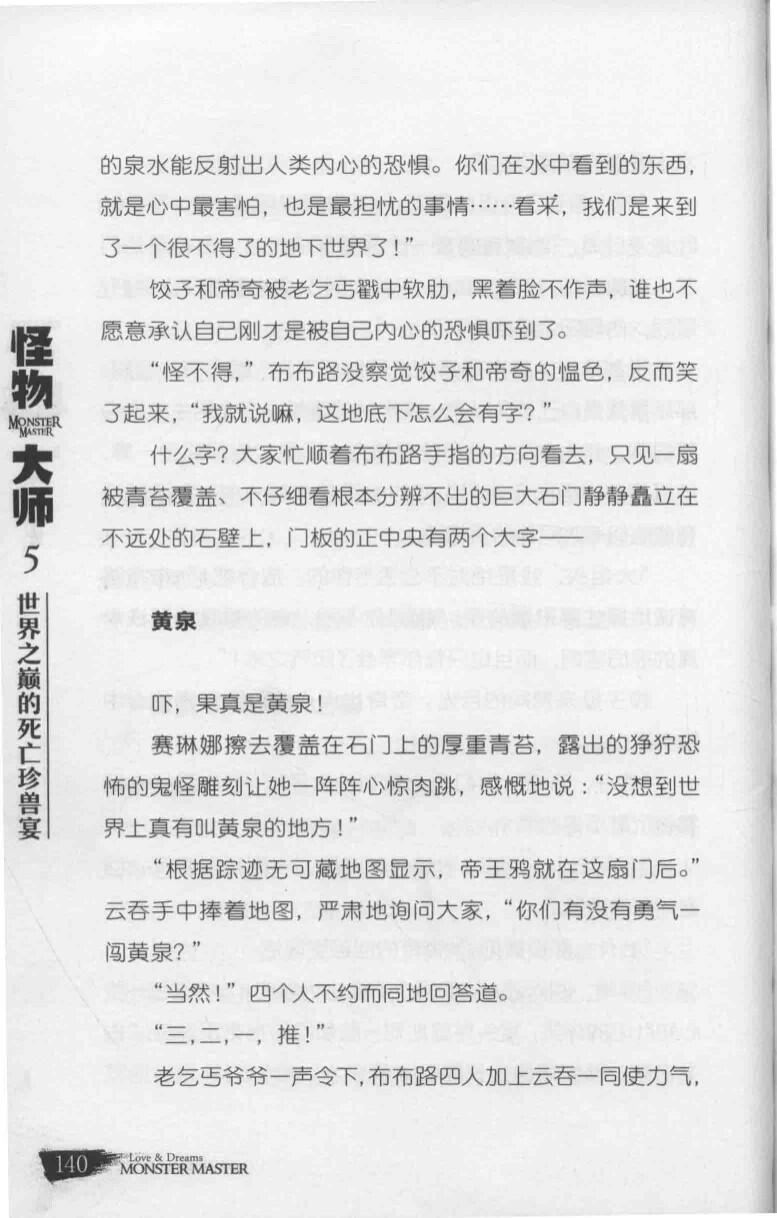 的泉水能反射出人类内心的恐惧。你们在水中看到的东西，
就是心中最害怕，也是最担忧的事情……看来，我们是来到
了一个很不得了的地下世界了！”
饺子和帝奇被老乞丐戳中软肋，黑着脸不作声，谁也不
愿意承认自己刚才是被自己内心的恐惧吓到了。
“怪不得，”布布路没察觉饺子和帝奇的愠色，反而笑
了起来，“我就说嘛，这地底下怎么会有字？”
什么字？大家忙顺着布布路手指的方向看去，只见一扇
被青苔覆盖、不仔细看根本分辨不出的巨大石门静静矗立在
不远处的石壁上，门板的正中央有两个大字——
黄泉
吓，果真是黄泉！
赛琳娜擦去覆盖在石门上的厚重青苔，露出的狰狞恐
怖的鬼怪雕刻让她一阵阵心惊肉跳，感慨地说：“没想到世
界上真有叫黄泉的地方！”
“根据踪迹无可藏地图显示，帝王鸦就在这扇门后。”
云吞手中捧着地图，严肃地询问大家，“你们有没有勇气一
闯黄泉？”
“当然！”四个人不约而同地回答道。
“三，二，一，推！”
老乞丐爷爷一声令下，布布路四人加上云吞一同使力气，
怪物
MONSTER
MASTER
大师
5
世界之巅的死亡珍兽宴
140
Love & Dreams
MONSTER MASTER